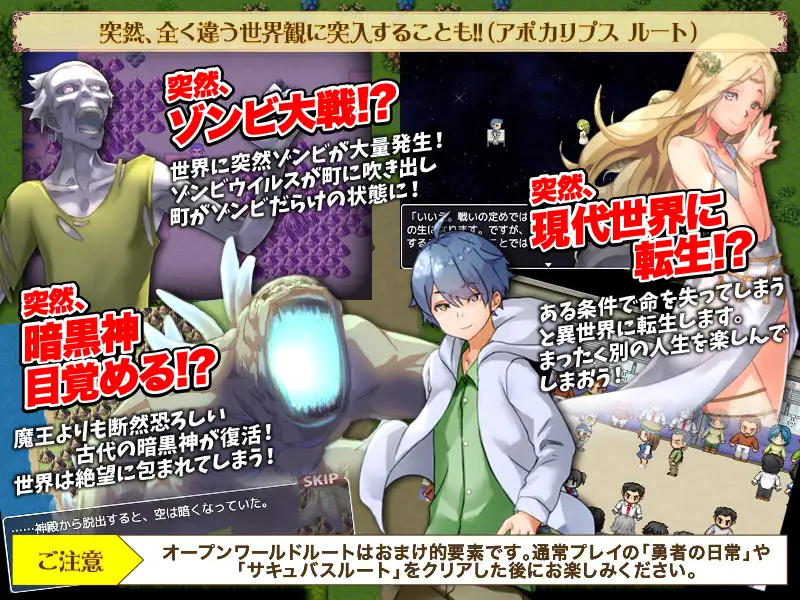 突然、全く違う世界観に突入することも!!(アポカリプス ルート)
突然、
ゾンビ大戦!?
世界に突然ゾンビが大量発生!
ゾンビウイルスが町に吹き出し
町がゾンビだらけの状態に!
「いいえ。戦いの定めでは
突然、
現代世界に
転生!?
ある条件で命を失ってしまう
と異世界に転生します。
まったく別の人生を楽しんで
しまおう!
突然、
暗黒神
目覚める!?
魔王よりも断然恐ろしい
古代の暗黒神が復活!
世界は絶望に包まれてしまう!
SKIP
……神殿から脱出すると、空は暗くなっていた。
ご注意
オープンワールドルートはおまけ的要素です。通常プレイの「勇者の日常」や
「サキュバスルート」をクリアした後にお楽しみください。